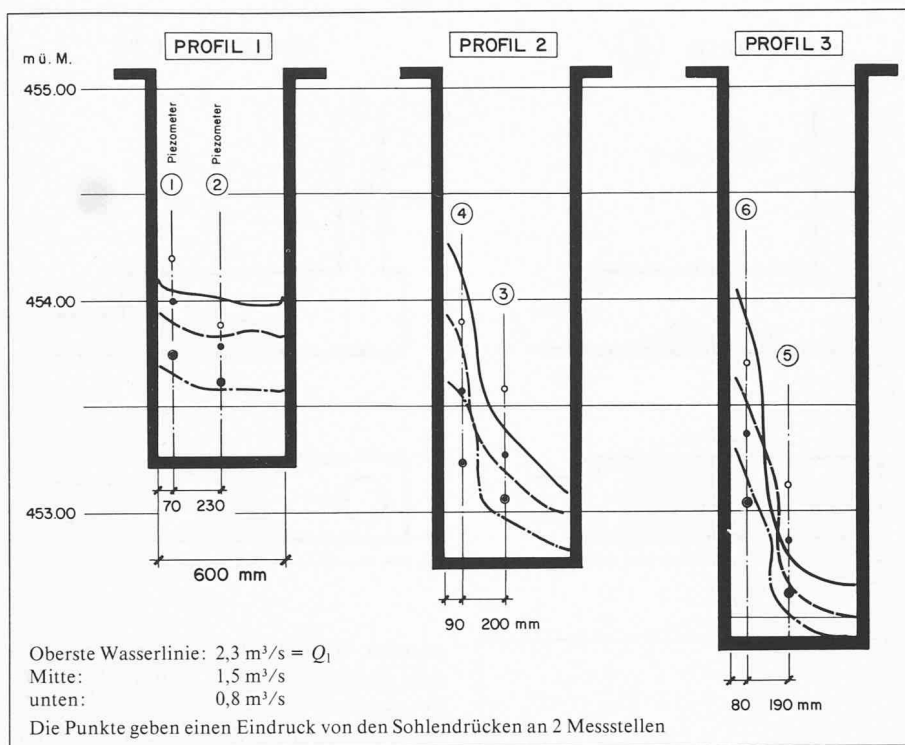 PROFIL 1
PROFIL 2
PROFIL 3
m ü. M.
455.00
454.00
453.00
Piezometer
Piezometer
1
2
4
3
6
5
70
230
600 mm
90
200 mm
80
190 mm
Oberste Wasserlinie: 2,3 m³/s = Q₁
Mitte: 1,5 m³/s
unten: 0,8 m³/s
Die Punkte geben einen Eindruck von den Sohlendrücken an 2 Messstellen